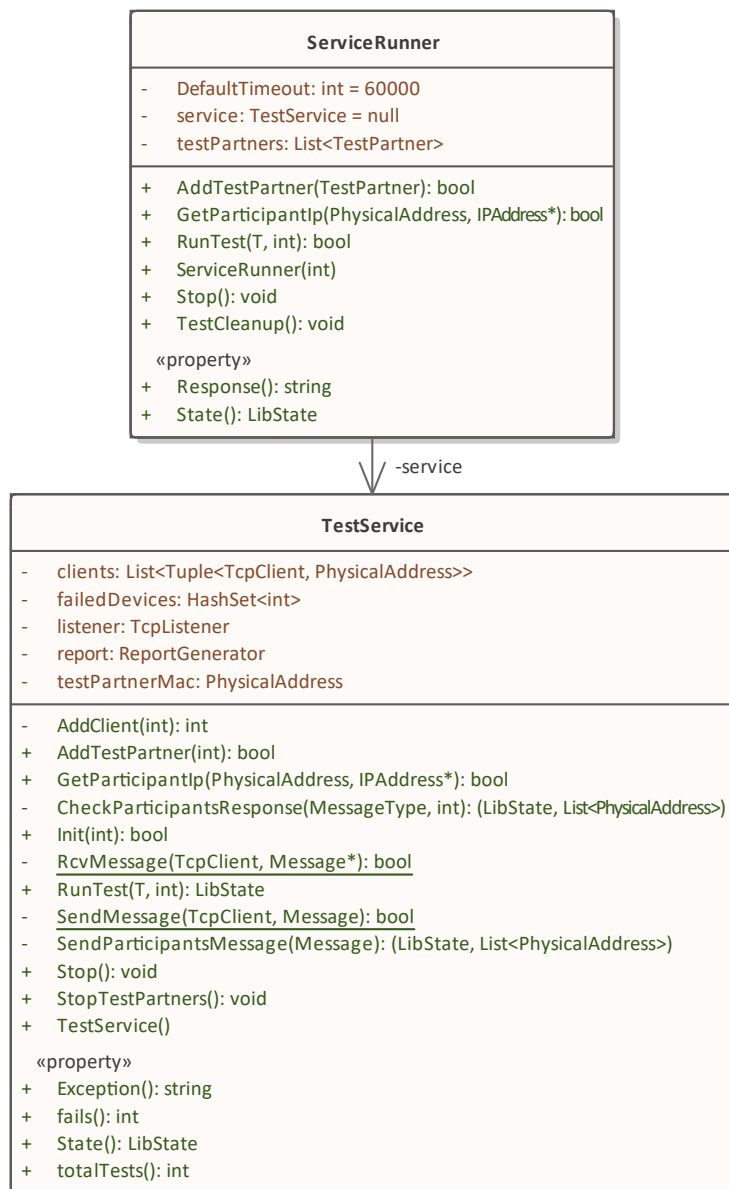 ServiceRunner
- DefaultTimeout: int = 60000
- service: TestService = null
- testPartners: List<TestPartner>
+ AddTestPartner(TestPartner): bool
+ GetParticipantIp(PhysicalAddress, IPAddress*): bool
+ RunTest(T, int): bool
+ ServiceRunner(int)
+ Stop(): void
+ TestCleanup(): void
«property»
+ Response(): string
+ State(): LibState
-service
TestService
- clients: List<Tuple<TcpClient, PhysicalAddress>>
- failedDevices: HashSet<int>
- listener: TcpListener
- report: ReportGenerator
- testPartnerMac: PhysicalAddress
- AddClient(int): int
+ AddTestPartner(int): bool
+ GetParticipantIp(PhysicalAddress, IPAddress*): bool
- CheckParticipantsResponse(MessageType, int): (LibState, List<PhysicalAddress>)
+ Init(int): bool
- RcvMessage(TcpClient, Message*): bool
+ RunTest(T, int): LibState
- SendMessage(TcpClient, Message): bool
- SendParticipantsMessage(Message): (LibState, List<PhysicalAddress>)
+ Stop(): void
+ StopTestPartners(): void
+ TestService()
«property»
+ Exception(): string
+ fails(): int
+ State(): LibState
+ totalTests(): int